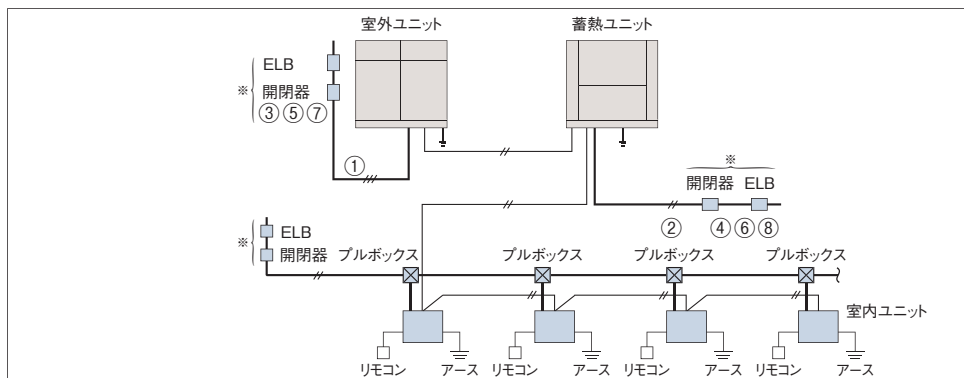 室外ユニット
蓄熱ユニット
※
ELB
開閉器
③⑤⑦
①
※
開閉器 ELB
②
④⑥⑧
※
ELB
開閉器
プルボックス
プルボックス
プルボックス
プルボックス
室内ユニット
リモコン
アース
リモコン
アース
リモコン
アース
リモコン
アース